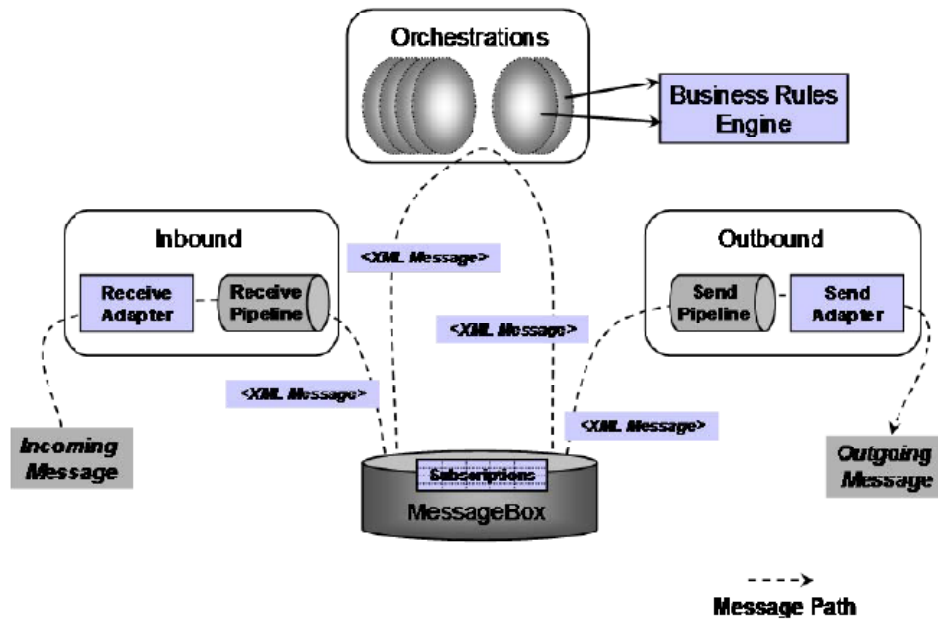 Orchestrations
Business Rules
Engine
Inbound
Outbound
<XML Message>
Receive
Adapter
Receive
Pipeline
Send
Pipeline
Send
Adapter
<XML Message>
<XML Message>
<XML Message>
Incoming
Message
Outgoing
Message
Subscriptions
MessageBox
Message Path